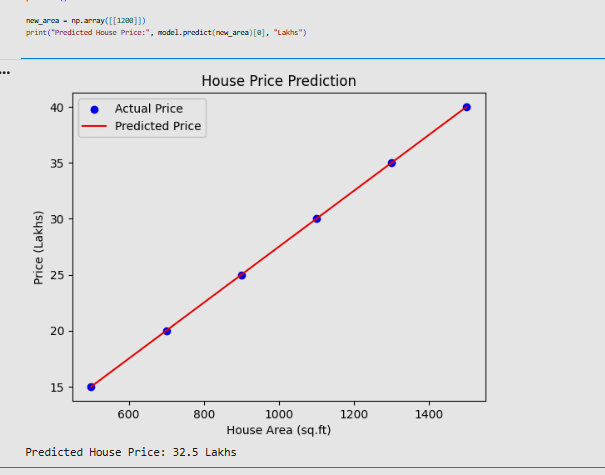 new_area = np.array([[1200]])
print("Predicted House Price:", model.predict(new_area)[0], "Lakhs")
House Price Prediction
Actual Price
Predicted Price
40
35
30
25
20
15
Price (Lakhs)
600 800 1000 1200 1400
House Area (sq.ft)
Predicted House Price: 32.5 Lakhs